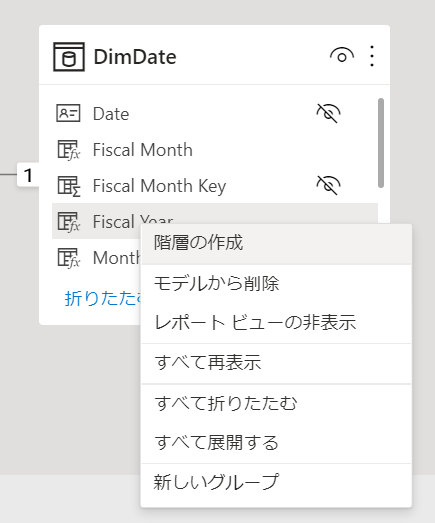 DimDate
Date
Fiscal Month
1
Fiscal Month Key
Fiscal Year
階層の作成
Month
モデルから削除
折りたたむ
レポート ビューの非表示
すべて再表示
すべて折りたたむ
すべて展開する
新しいグループ